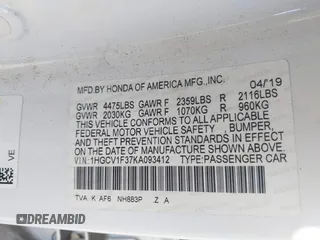 MFD.BY HONDA OF AMERICA MFG.,INC. 04/19
GVWR 4475LBS GAWR F 2359LBS R 2116LBS
GVWR 2030KG GAWR F 1070KG R 960KG
THIS VEHICLE CONFORMS TO ALL APPLICABLE
FEDERAL MOTOR VEHICLE SAFETY , BUMPER,
AND THEFT PREVENTION STANDARDS IN EFFECT
ON THE DATE OF MANUFACTURE SHOWN ABOVE.
V I N : 1HGCV1F37KA093412 TYPE:PASSENGER CAR
TVA K AF6 NH883P Z A
VE
DREAMBID